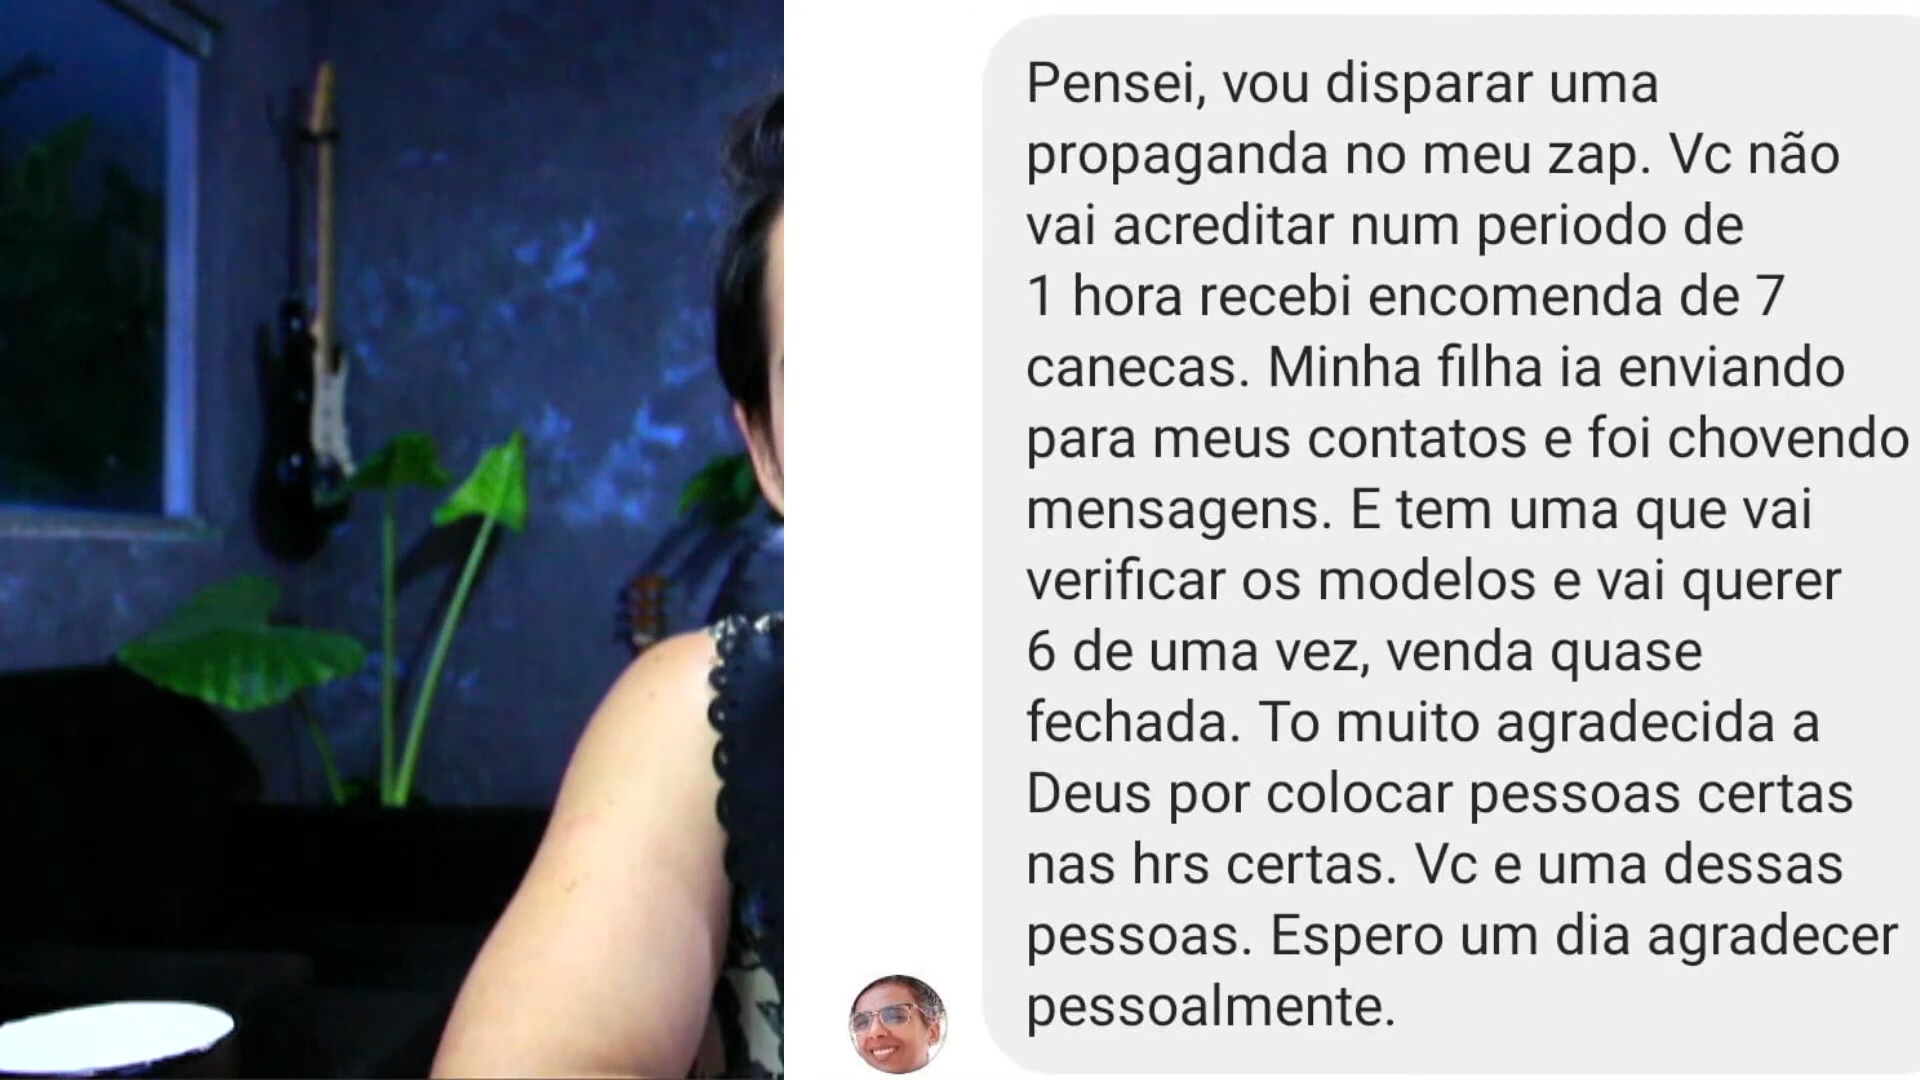 Pensei, vou disparar uma
propaganda no meu zap. Vc não
vai acreditar num periodo de
1 hora recebi encomenda de 7
canecas. Minha filha ia enviando
para meus contatos e foi chovendo
mensagens. E tem uma que vai
verificar os modelos e vai querer
6 de uma vez, venda quase
fechada. To muito agradecida a
Deus por colocar pessoas certas
nas hrs certas. Vc e uma dessas
pessoas. Espero um dia agradecer
pessoalmente.